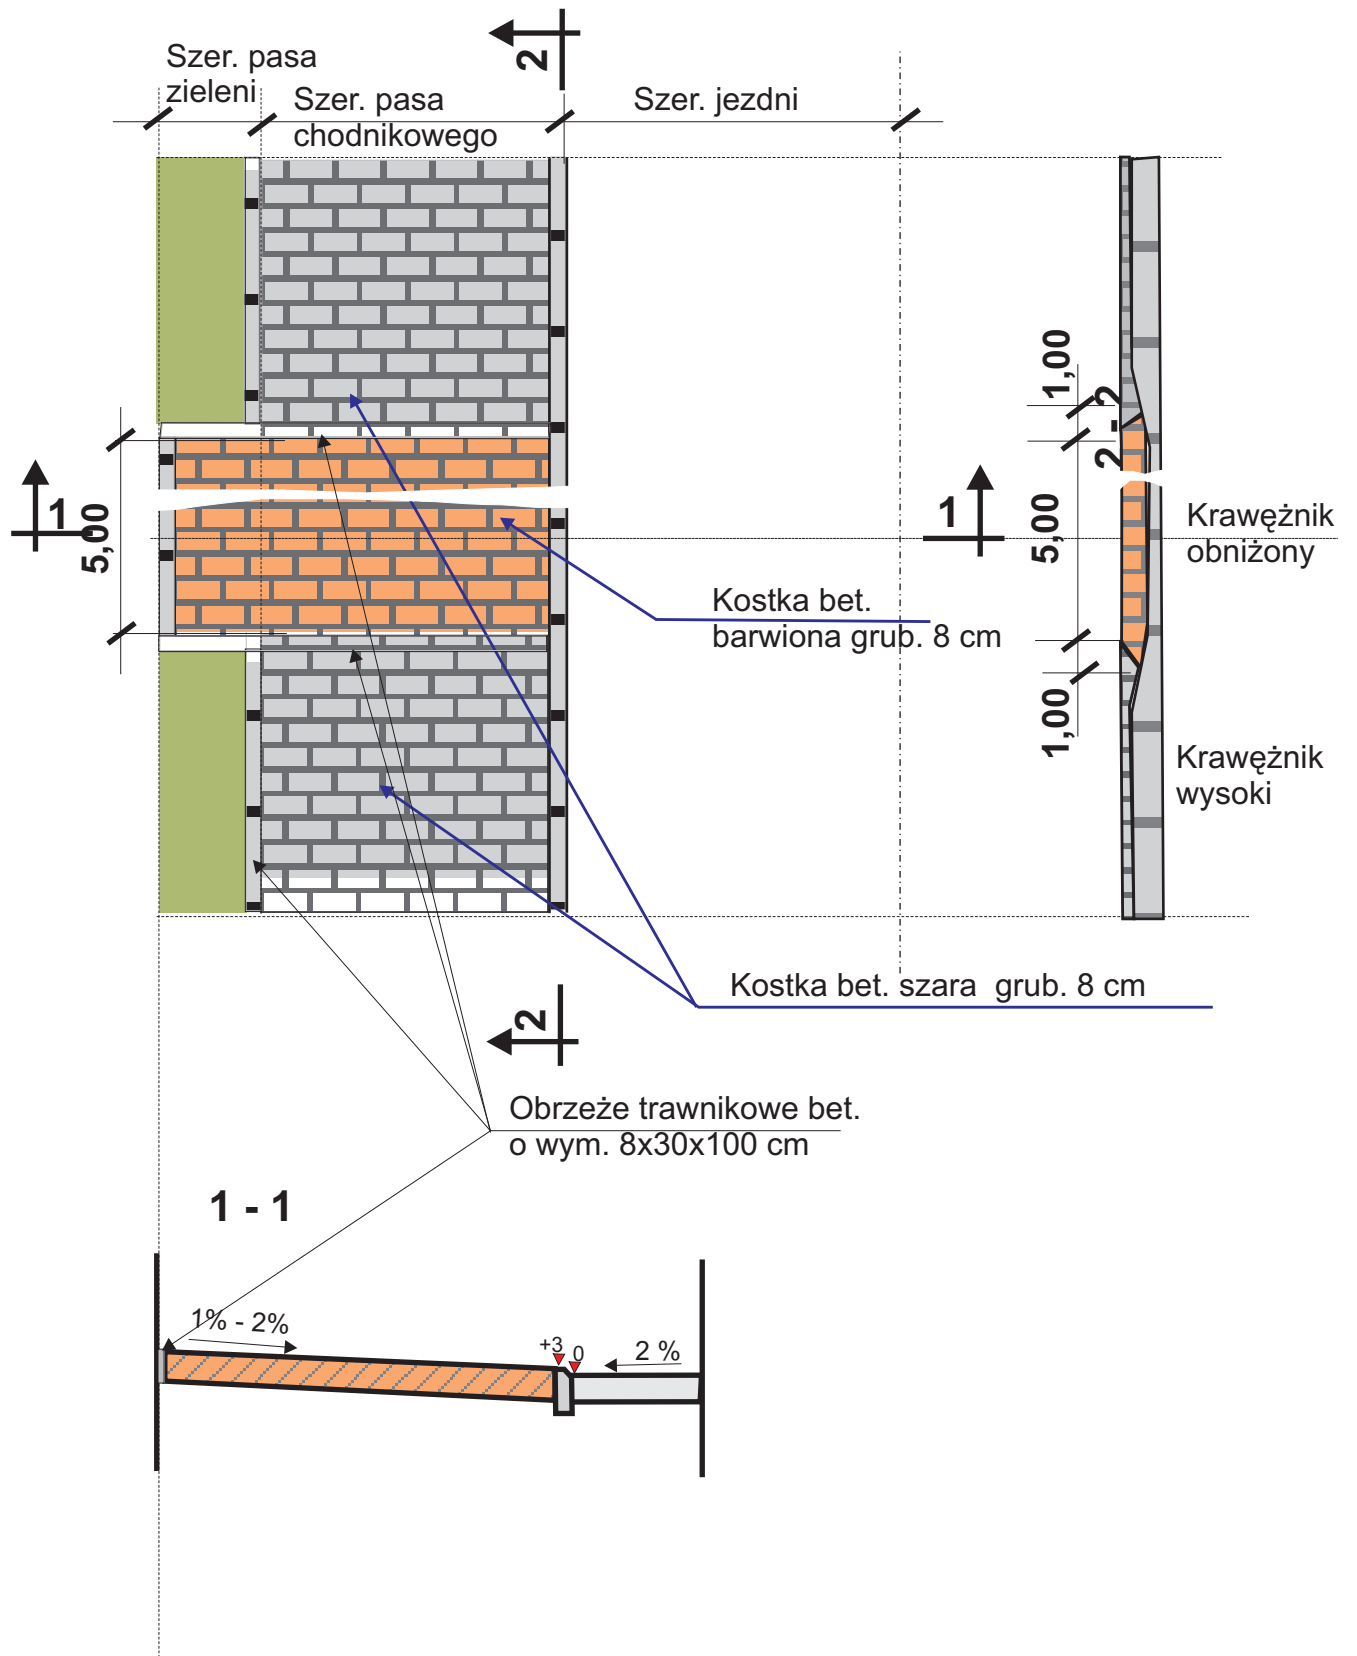 2
Szer. pasa
zieleni
Szer. pasa
chodnikowego
Szer. jezdni
1,00
2 - 2
1
5,00
1
5,00
Krawężnik
obniżony
Kostka bet.
barwiona grub. 8 cm
1,00
Krawężnik
wysoki
Kostka bet. szara grub. 8 cm
2
Obrzeże trawnikowe bet.
o wym. 8x30x100 cm
1 - 1
1% - 2%
+3
0
2 %